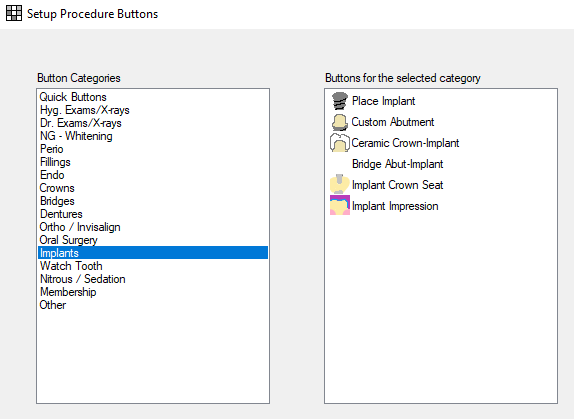 Setup Procedure Buttons
Button Categories
Quick Buttons
Hyg. Exams/X-rays
Dr. Exams/X-rays
NG - Whitening
Perio
Fillings
Endo
Crowns
Bridges
Dentures
Ortho / Invisalign
Oral Surgery
Implants
Watch Tooth
Nitrous / Sedation
Membership
Other
Buttons for the selected category
Place Implant
Custom Abutment
Ceramic Crown-Implant
Bridge Abut-Implant
Implant Crown Seat
Implant Impression